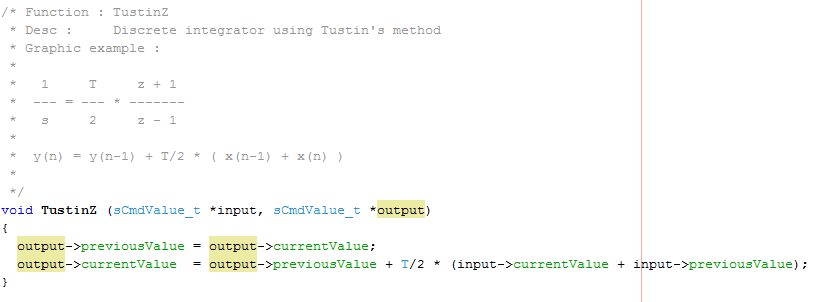 /* Function : TustinZ
 * Desc :     Discrete integrator using Tustin's method
 * Graphic example :
 *
 *   1     T     z + 1
 *  --- = --- * -------
 *   s     2     z - 1
 *
 *  y(n) = y(n-1) + T/2 * ( x(n-1) + x(n) )
 *
 */
void TustinZ (sCmdValue_t *input, sCmdValue_t *output)
{
  output->previousValue = output->currentValue;
  output->currentValue  = output->previousValue + T/2 * (input->currentValue + input->previousValue);
}